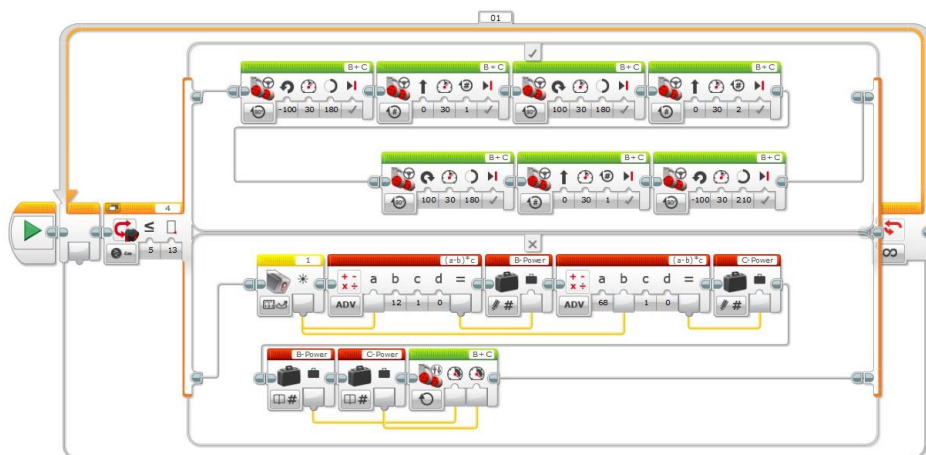 01
✓
B+C B+C B+C B+C
-100 30 180 0 30 1 100 30 180 0 30 2
B+C B+C B+C
100 30 180 0 30 1 -100 30 210
4
≤
5 13
1 (a-b)*c B-Power (a-b)*c C-Power
+ - × ÷ a b c d = + - × ÷ a b c d =
ADV 12 1 0 # ADV 68 1 0 #
B-Power C-Power B+C
# #
∞